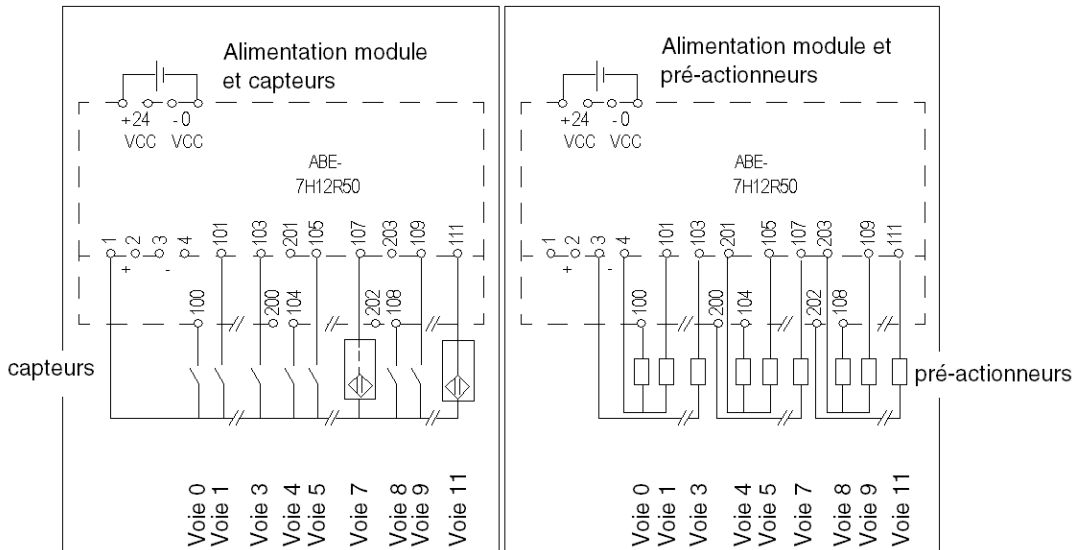 Alimentation module
et capteurs
+24 -0
VCC VCC
ABE-
7H12R50
1 2 3 4 101 103 201 105 107 203 109 111
+ -
100 200 104 202 108
capteurs
Voie 0
Voie 1
Voie 3
Voie 4
Voie 5
Voie 7
Voie 8
Voie 9
Voie 11
Alimentation module et
pré-actionneurs
+24 -0
VCC VCC
ABE-
7H12R50
1 2 3 4 101 103 201 105 107 203 109 111
+ -
100 200 104 202 108
pré-actionneurs
Voie 0
Voie 1
Voie 3
Voie 4
Voie 5
Voie 7
Voie 8
Voie 9
Voie 11